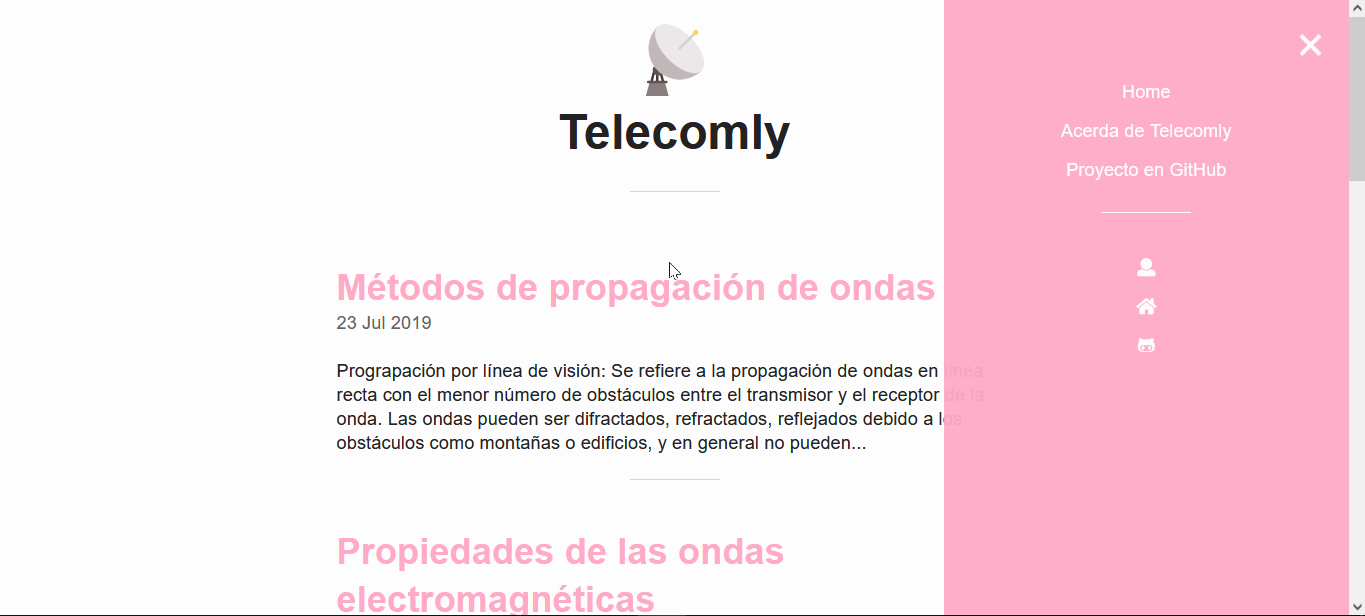 Telecomly
Métodos de propagación de ondas
23 Jul 2019
Prograpación por línea de visión: Se refiere a la propagación de ondas en línea
recta con el menor número de obstáculos entre el transmisor y el receptor de la
onda. Las ondas pueden ser difractados, refractados, reflejados debido a los
obstáculos como montañas o edificios, y en general no pueden...
Propiedades de las ondas
electromagnéticas
Home
Acerda de Telecomly
Proyecto en GitHub